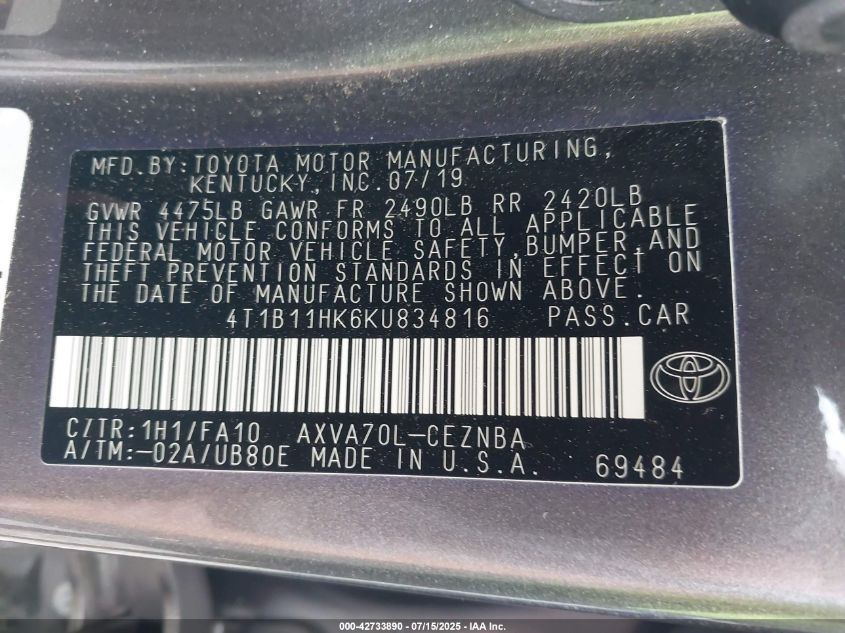 MFD.BY:TOYOTA MOTOR MANUFACTURING,
KENTUCKY,INC.07/19
GVWR 4475LB GAWR FR 2490LB RR 2420LB
THIS VEHICLE CONFORMS TO ALL APPLICABLE
FEDERAL MOTOR VEHICLE SAFETY,BUMPER,AND
THEFT PREVENTION STANDARDS IN EFFECT ON
THE DATE OF MANUFACTURE SHOWN ABOVE.
4T1B11HK6KU834816 PASS.CAR
C/TR:1H1/FA10 AXVA70L-CEZNBA
A/TM:-02A/UB80E MADE IN U.S.A. 69484
000-42733890 - 07/15/2025 - IAA Inc.